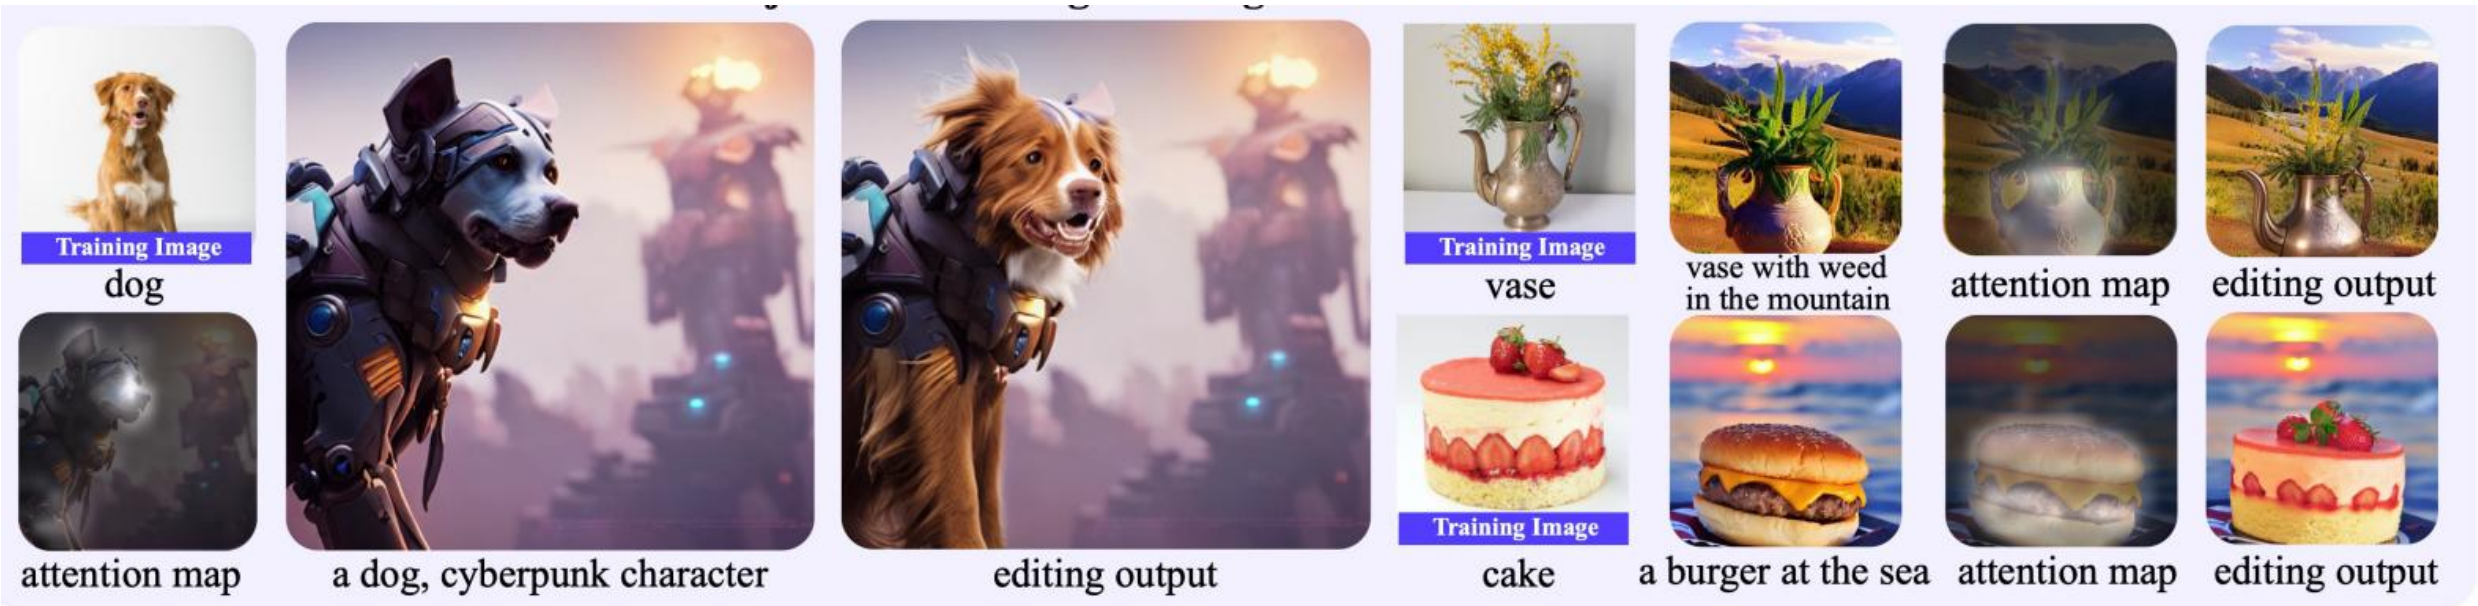 Training Image
dog
attention map
a dog, cyberpunk character
editing output
Training Image
vase
vase with weed
in the mountain
attention map
editing output
Training Image
cake
a burger at the sea
attention map
editing output